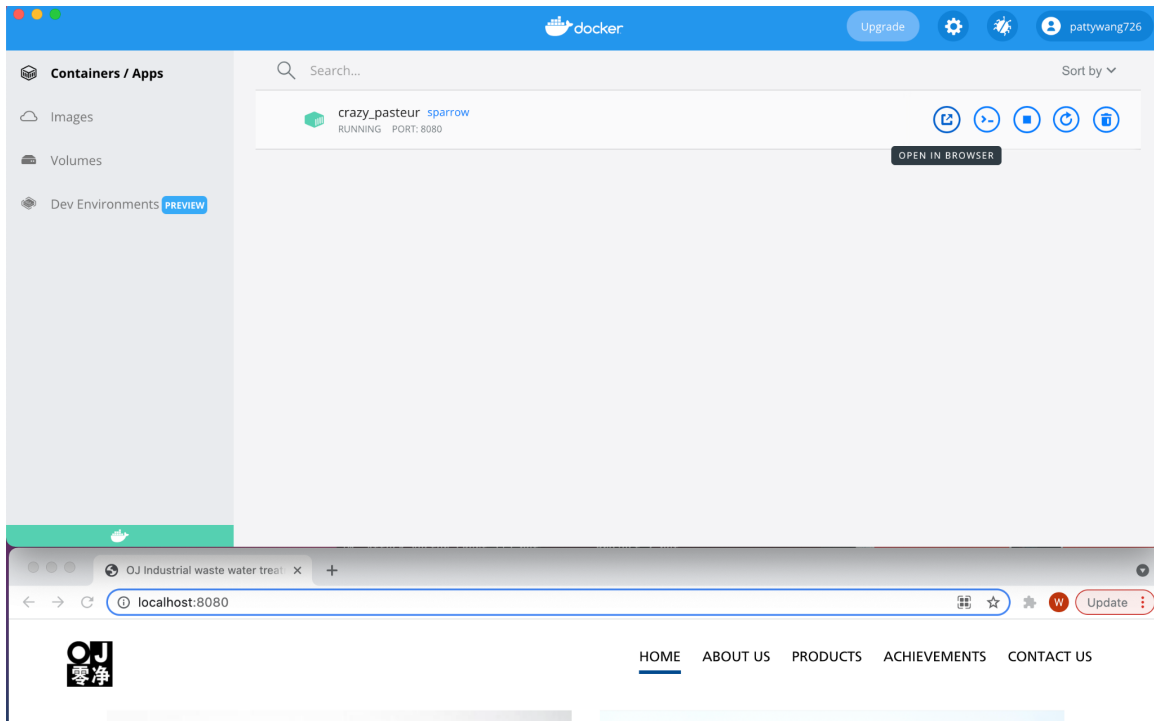 docker
Upgrade
pattywang726
Containers / Apps
Images
Volumes
Dev Environments PREVIEW
Search...
Sort by
crazy_pasteur sparrow
RUNNING PORT: 8080
OPEN IN BROWSER
OJ Industrial waste water treat
localhost:8080
W
Update
OJ
零净
HOME ABOUT US PRODUCTS ACHIEVEMENTS CONTACT US